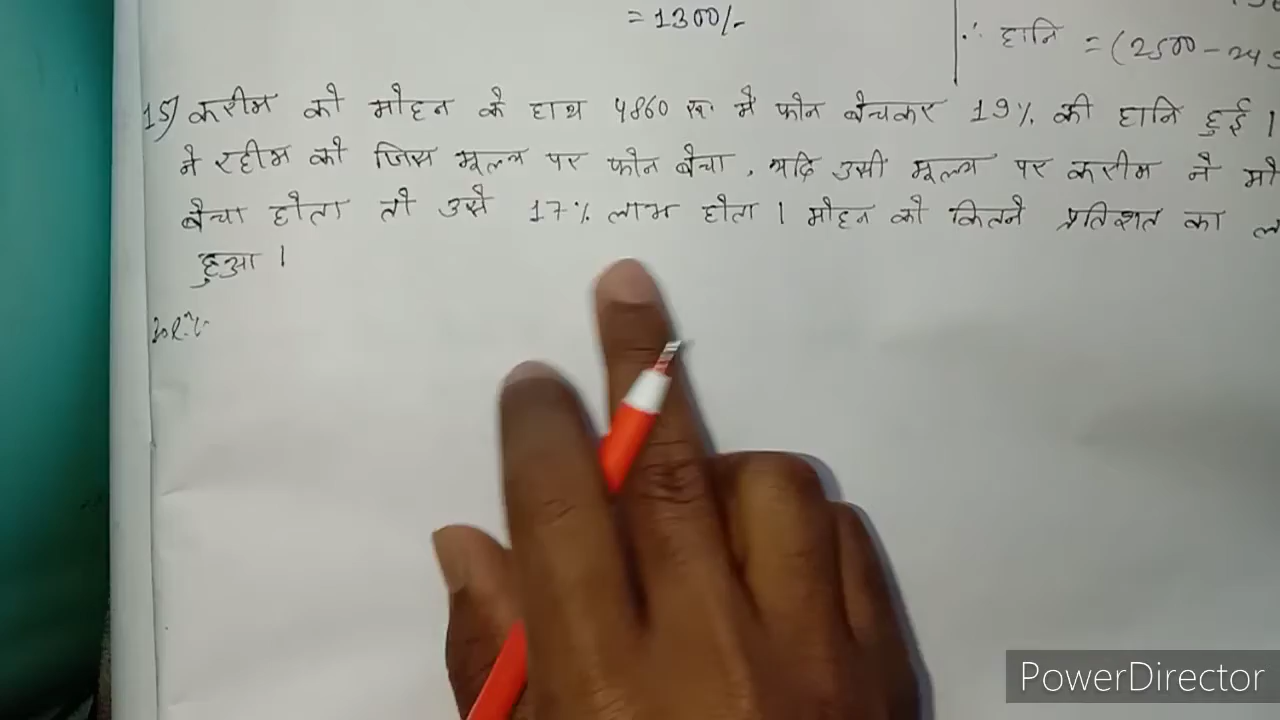 = 1300/-
∴ हानि = (2500 - 245
15) करीम को मोहन के हाथ 4860 रू में फोन बेचकर 19% की हानि हुई ।
ने रहीम को जिस मूल्य पर फोन बेचा , यदि उसी मूल्य पर करीम ने मो
बेचा होता तो उसे 17% लाभ होता । मोहन को कितने प्रतिशत का ल
हुआ ।
PowerDirector